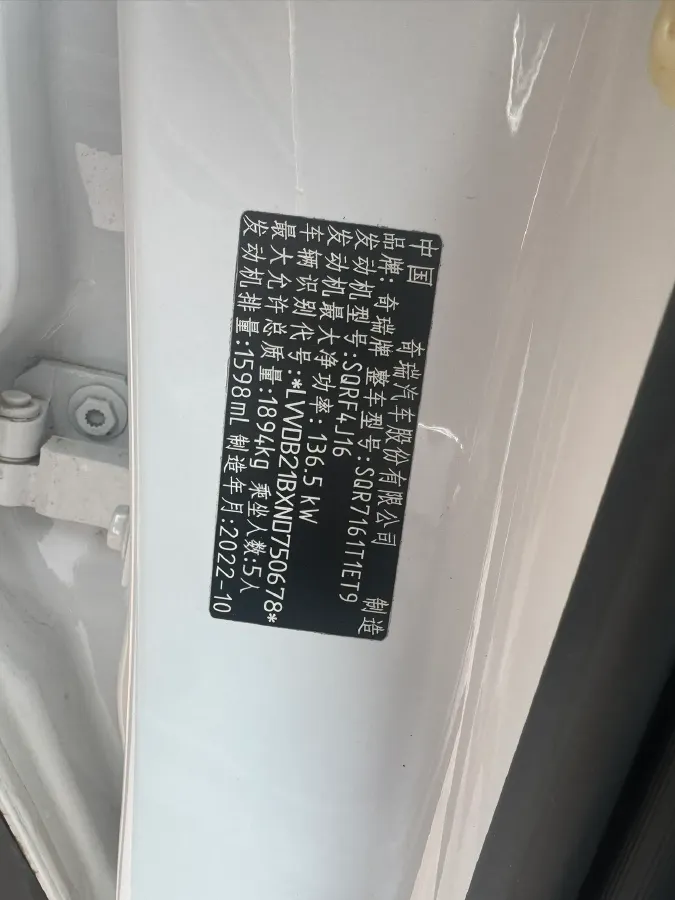 中国 奇瑞汽车股份有限公司 制造
品牌:奇瑞牌 整车型号:SQR7161T1ET9
发动机型号:SQRF4J16
发动机最大净功率:136.5 kW
车辆识别代号:*LVVDB21BXND750678*
最大允许总质量:1894kg 乘坐人数:5人
发动机排量:1598mL 制造年月:2022-10